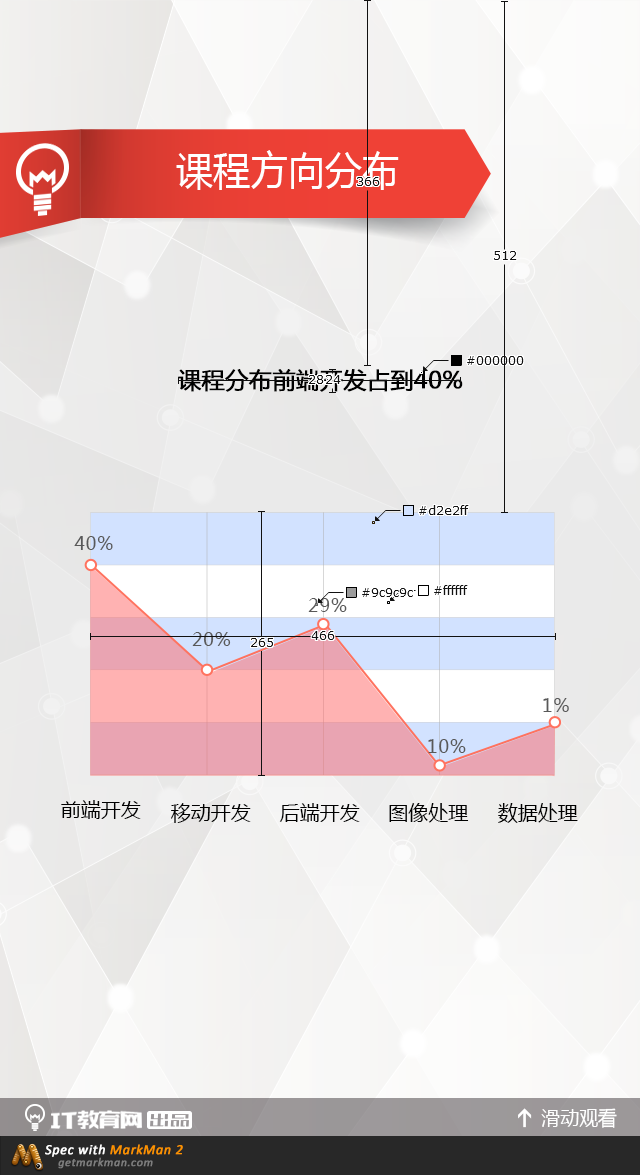 课程方向分布
366
512
#000000
课程分布前端开发占到40%
2824
#d2e2ff
40%
#9c9c9c
#ffffff
29%
20%
265
466
1%
10%
前端开发
移动开发
后端开发
图像处理
数据处理
IT教育网出品
滑动观看
Spec with MarkMan 2
getmarkman.com